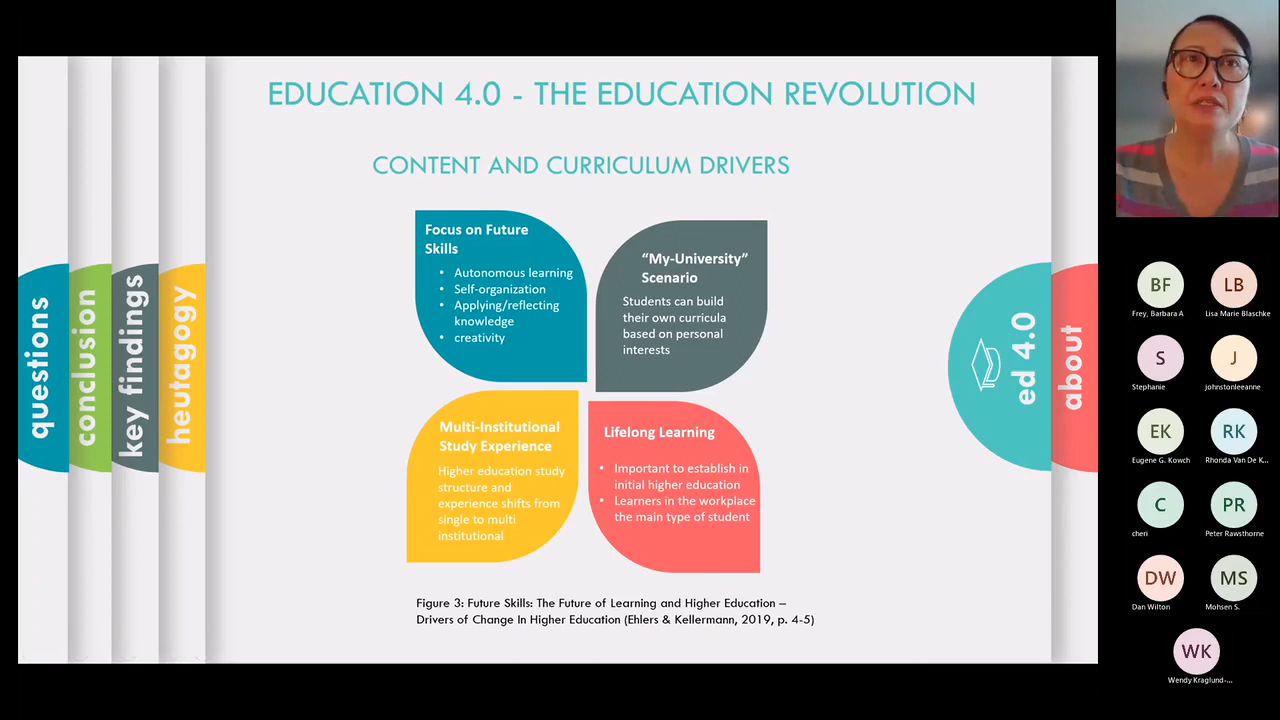 EDUCATION 4.0 - THE EDUCATION REVOLUTION
CONTENT AND CURRICULUM DRIVERS
Focus on Future
Skills
• Autonomous learning
• Self-organization
• Applying/reflecting
knowledge
• creativity
“My-University”
Scenario
Students can build
their own curricula
based on personal
interests
Multi-Institutional
Study Experience
Higher education study
structure and
experience shifts from
single to multi
institutional
Lifelong Learning
• Important to establish in
initial higher education
• Learners in the workplace
the main type of student
Figure 3: Future Skills: The Future of Learning and Higher Education –
Drivers of Change In Higher Education (Ehlers & Kellermann, 2019, p. 4-5)
questions
conclusion
key findings
heutagogy
ed 4.0
about
BF
Frey, Barbara A
LB
Lisa Marie Blaschke
S
Stephanie
J
johnstonleeanne
EK
Eugene G. Kowch
RK
Rhonda Van De K...
C
cheri
PR
Peter Rawsthorne
DW
Dan Wilton
MS
Mohsen S.
WK
Wendy Kraglund-...